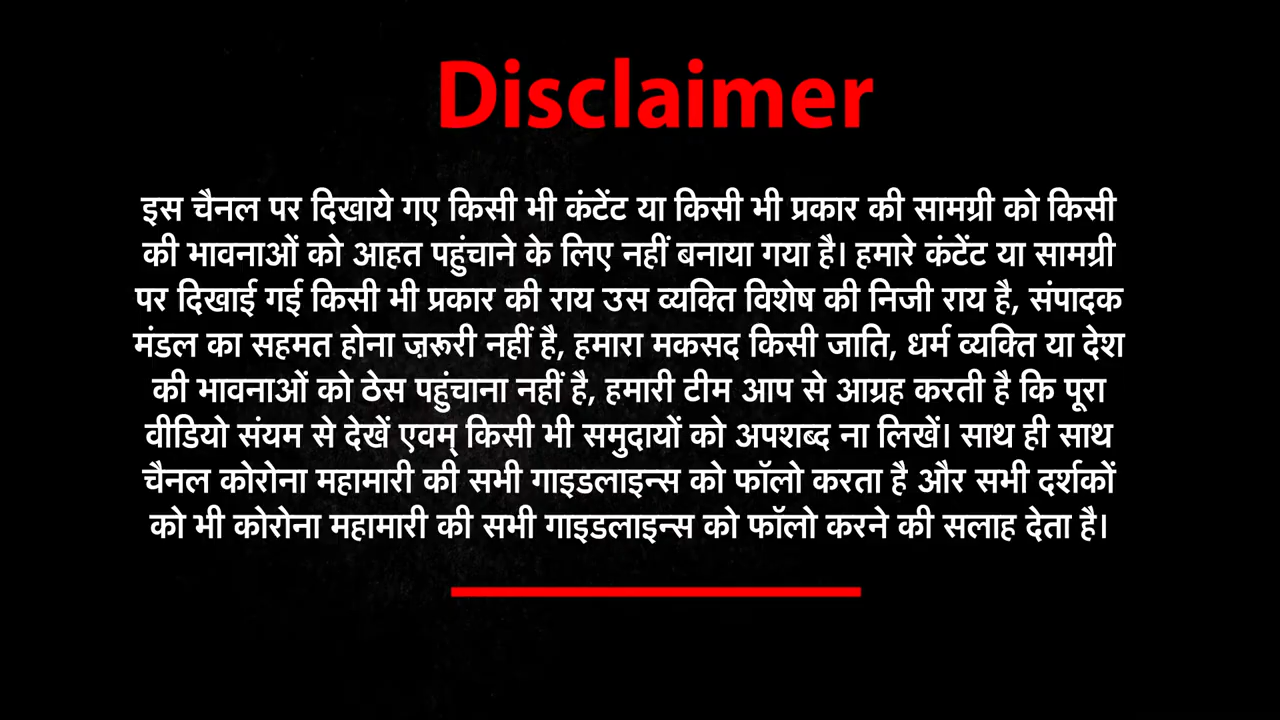 Disclaimer
इस चैनल पर दिखाये गए किसी भी कंटेंट या किसी भी प्रकार की सामग्री को किसी
की भावनाओं को आहत पहुंचाने के लिए नहीं बनाया गया है। हमारे कंटेंट या सामग्री
पर दिखाई गई किसी भी प्रकार की राय उस व्यक्ति विशेष की निजी राय है, संपादक
मंडल का सहमत होना ज़रूरी नहीं है, हमारा मकसद किसी जाति, धर्म व्यक्ति या देश
की भावनाओं को ठेस पहुंचाना नहीं है, हमारी टीम आप से आग्रह करती है कि पूरा
वीडियो संयम से देखें एवम् किसी भी समुदायों को अपशब्द ना लिखें। साथ ही साथ
चैनल कोरोना महामारी की सभी गाइडलाइन्स को फॉलो करता है और सभी दर्शकों
को भी कोरोना महामारी की सभी गाइडलाइन्स को फॉलो करने की सलाह देता है।